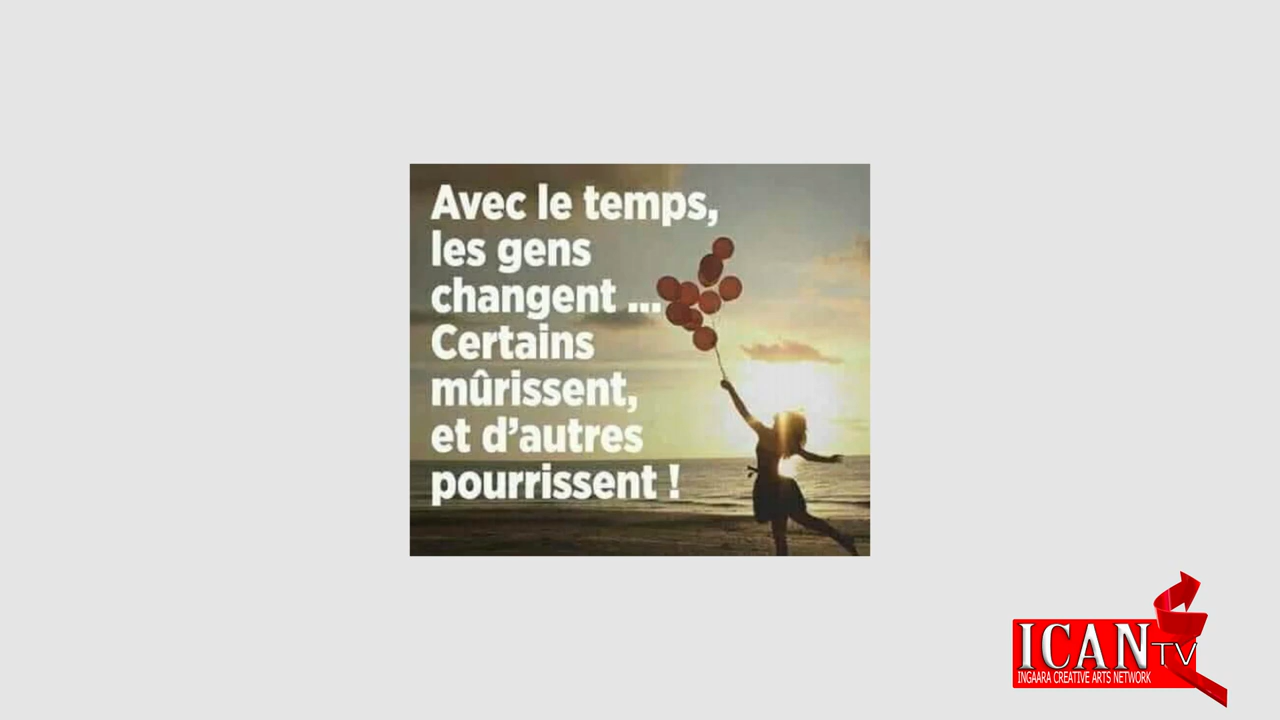 Avec le temps,
les gens
changent ...
Certains
mûrissent,
et d’autres
pourrissent !
ICAN TV
INGAARA CREATIVE ARTS NETWORK